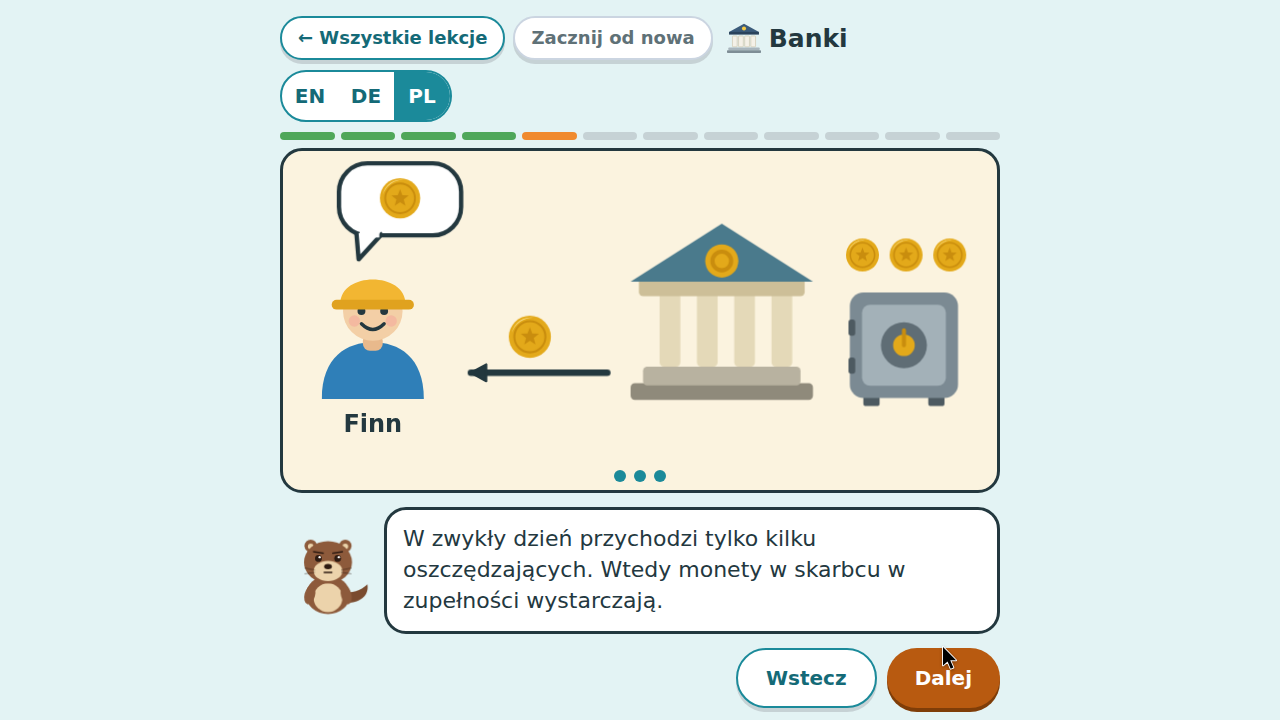 ← Wszystkie lekcje
Zacznij od nowa
Banki
EN DE PL
Finn
W zwykły dzień przychodzi tylko kilku
oszczędzających. Wtedy monety w skarbcu w
zupełności wystarczają.
Wstecz
Dalej